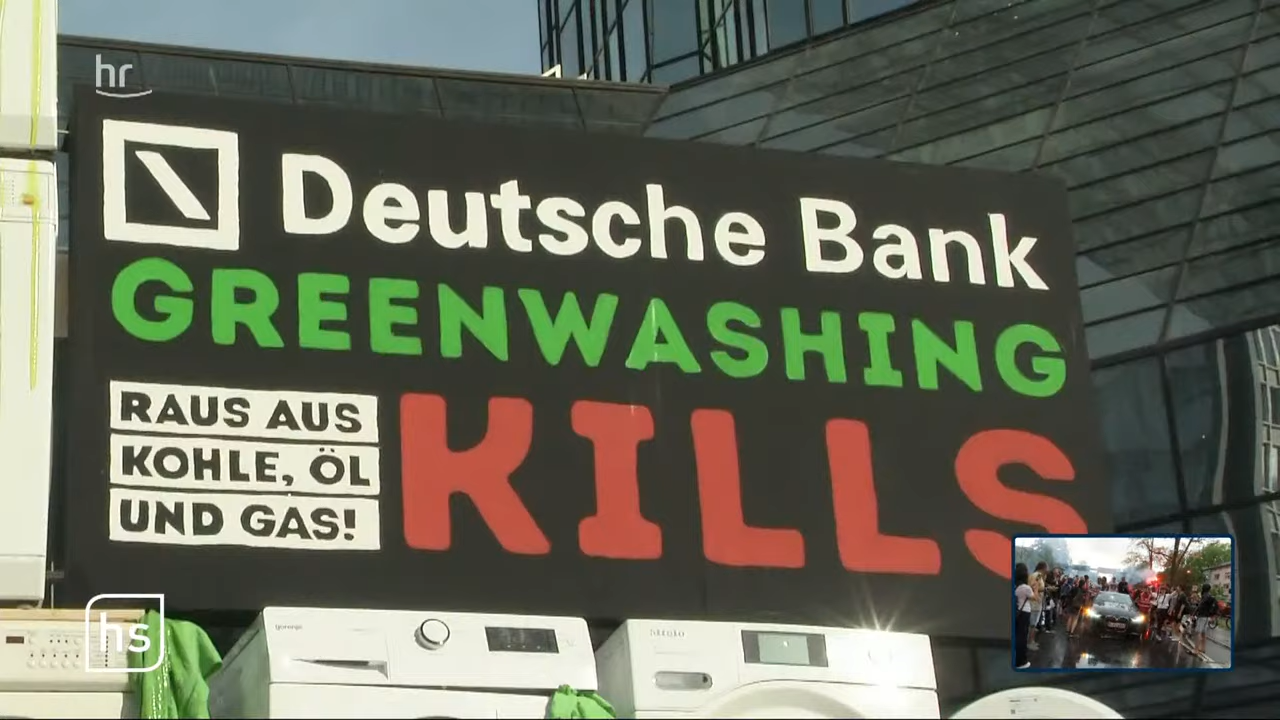 hr
Deutsche Bank
GREENWASHING
KILLS
RAUS AUS
KOHLE, ÖL
UND GAS!
gorenje
hs